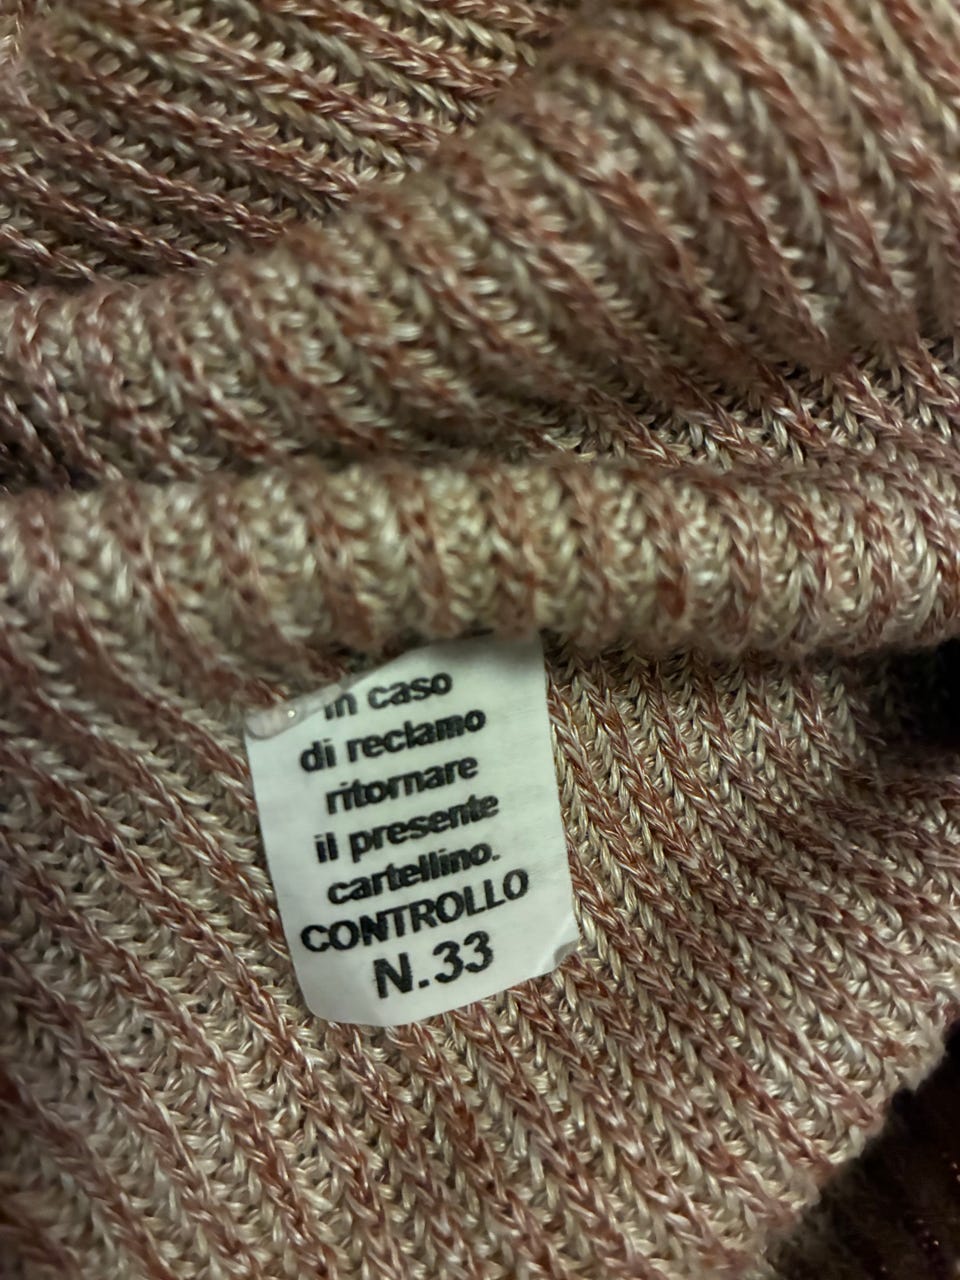 in caso
di reclamo
ritornare
il presente
cartellino.
CONTROLLO
N.33